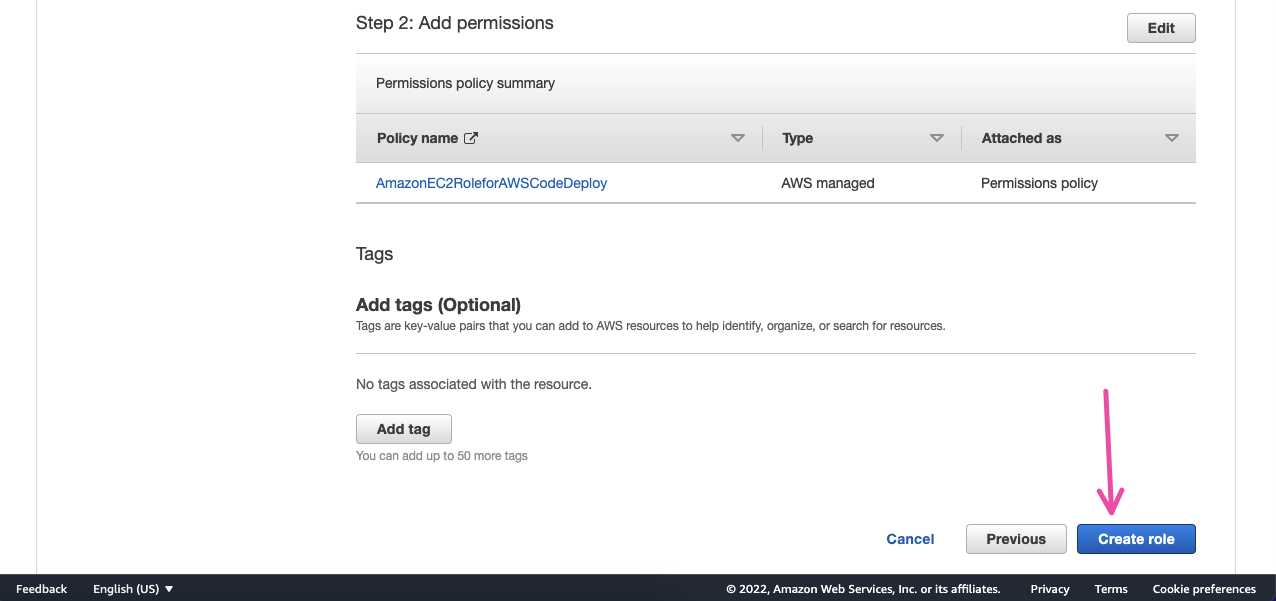 Step 2: Add permissions
Edit
Permissions policy summary
Policy name Type Attached as
AmazonEC2RoleforAWSCodeDeploy AWS managed Permissions policy
Tags
Add tags (Optional)
Tags are key-value pairs that you can add to AWS resources to help identify, organize, or search for resources.
No tags associated with the resource.
Add tag
You can add up to 50 more tags
Cancel Previous Create role
Feedback English (US) © 2022, Amazon Web Services, Inc. or its affiliates. Privacy Terms Cookie preferences